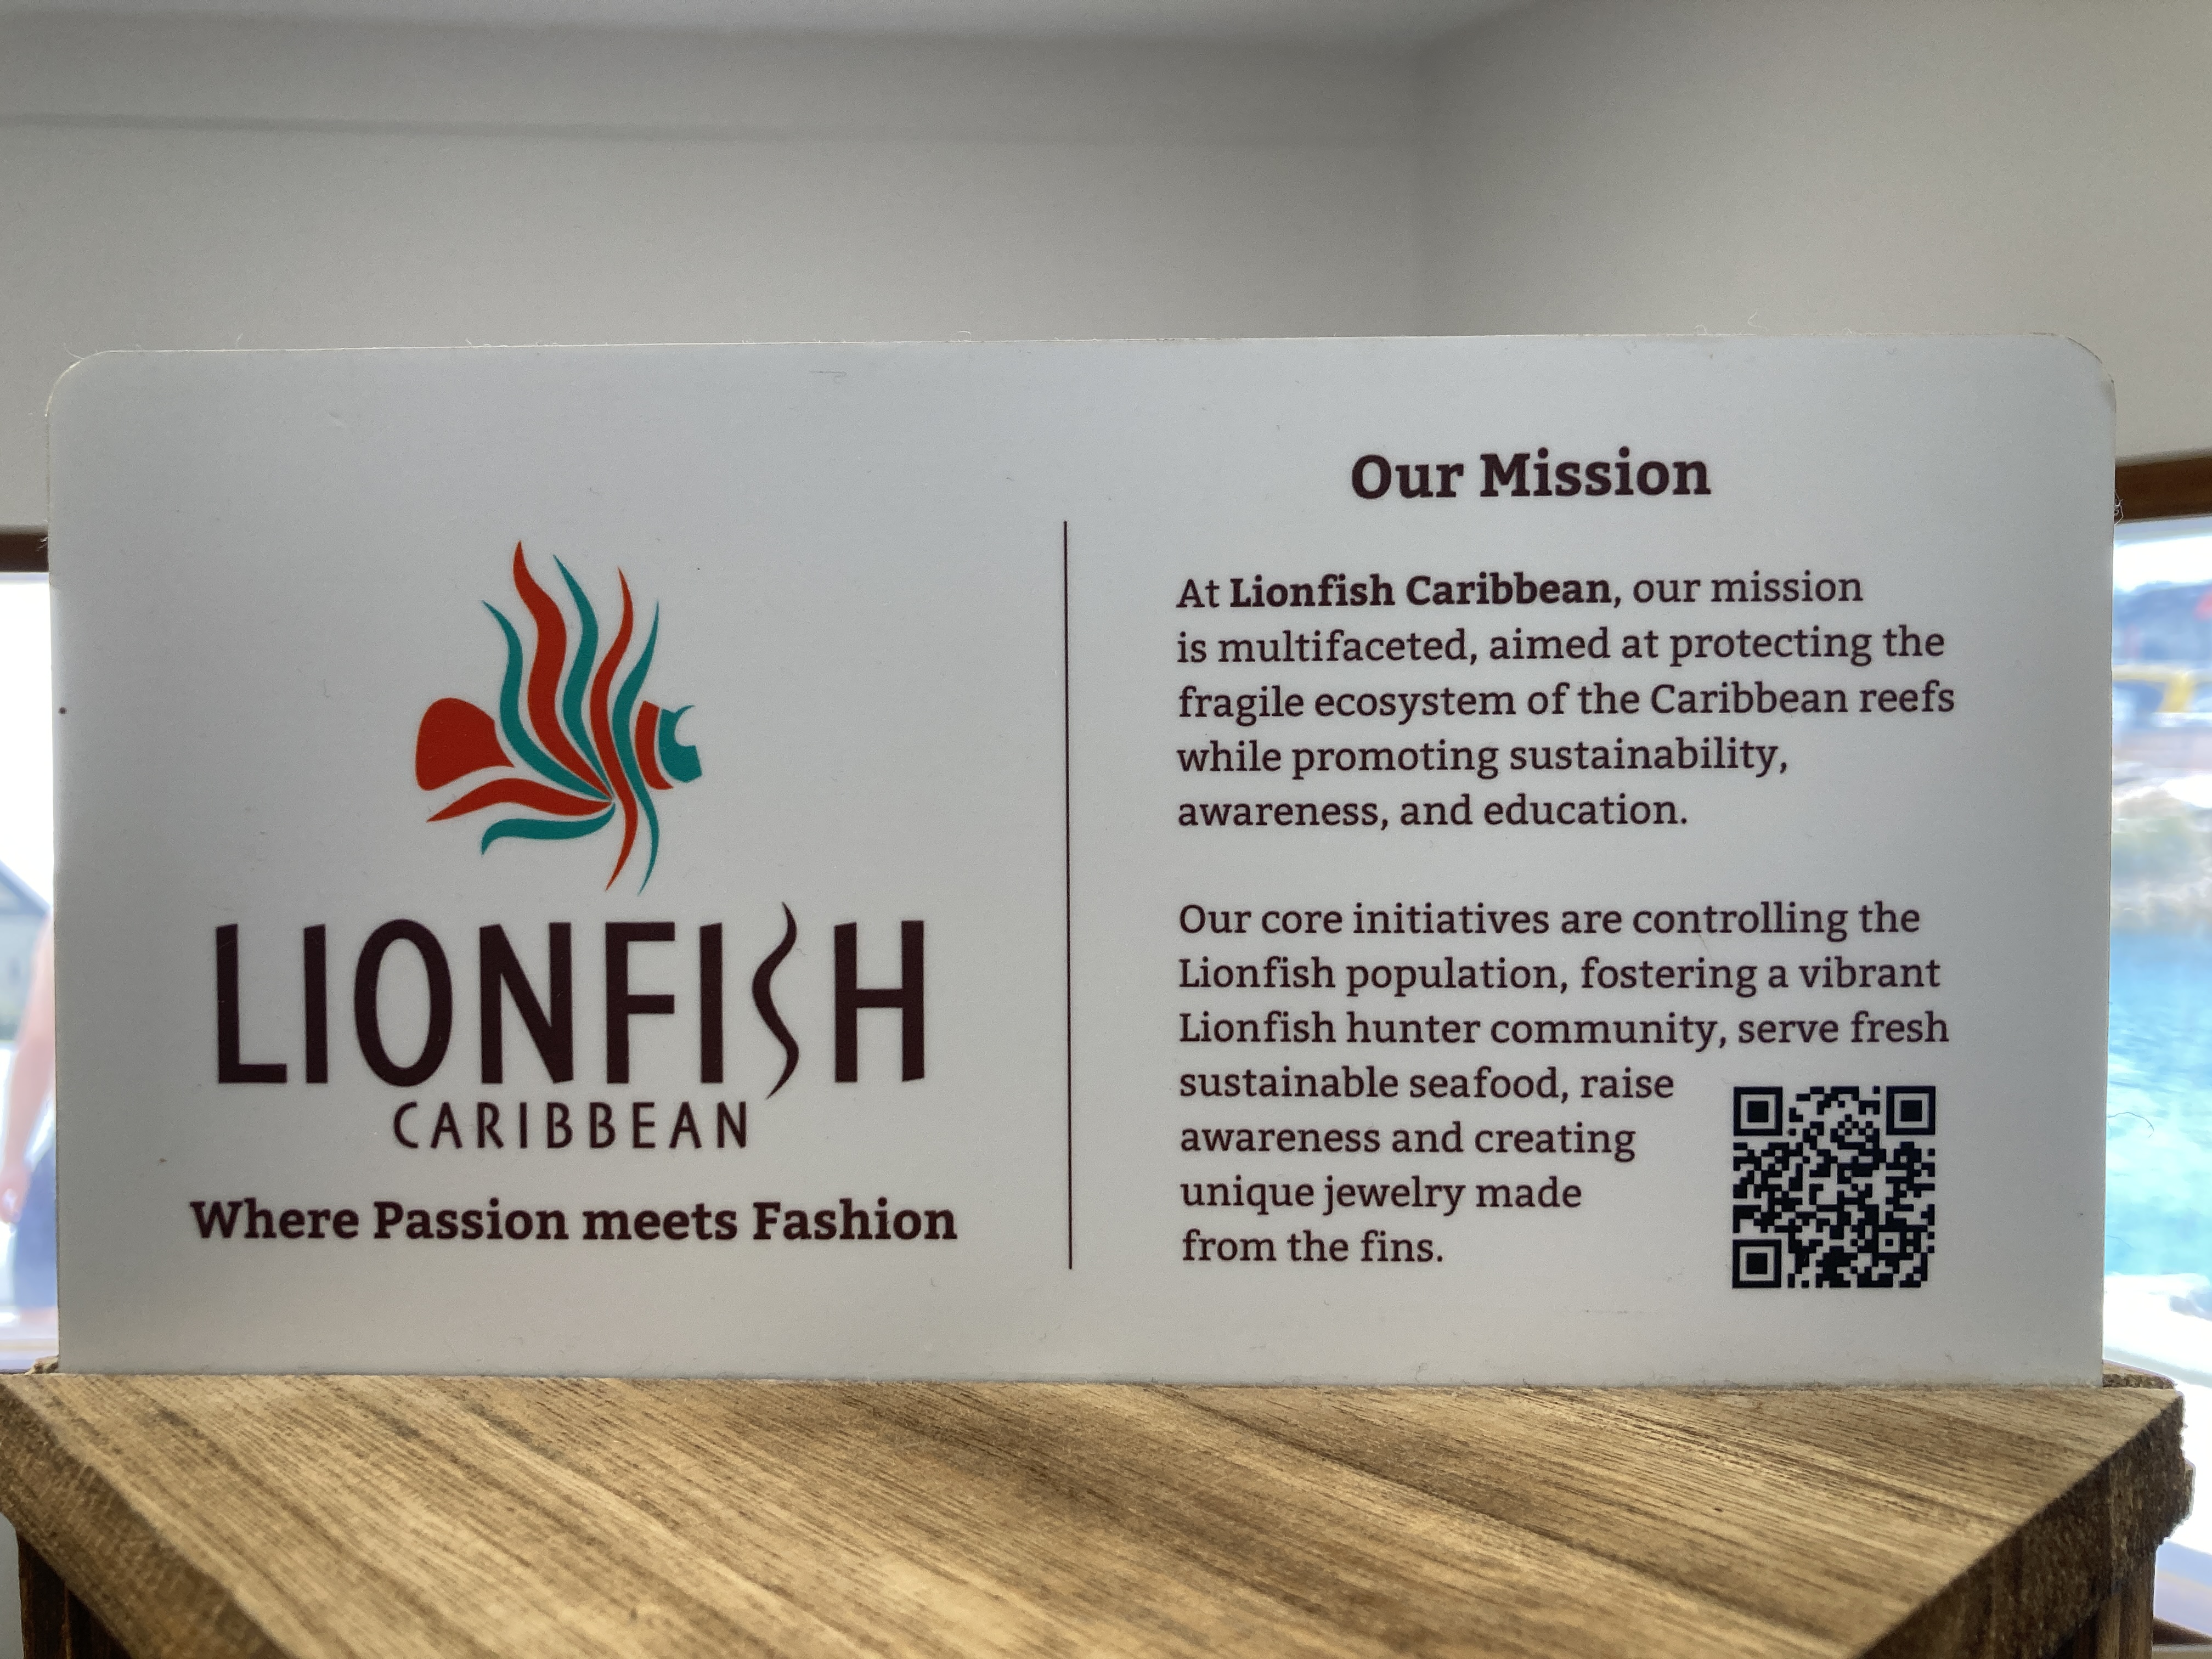 LIONFISH
CARIBBEAN
Where Passion meets Fashion
Our Mission
At Lionfish Caribbean, our mission
is multifaceted, aimed at protecting the
fragile ecosystem of the Caribbean reefs
while promoting sustainability,
awareness, and education.
Our core initiatives are controlling the
Lionfish population, fostering a vibrant
Lionfish hunter community, serve fresh
sustainable seafood, raise
awareness and creating
unique jewelry made
from the fins.